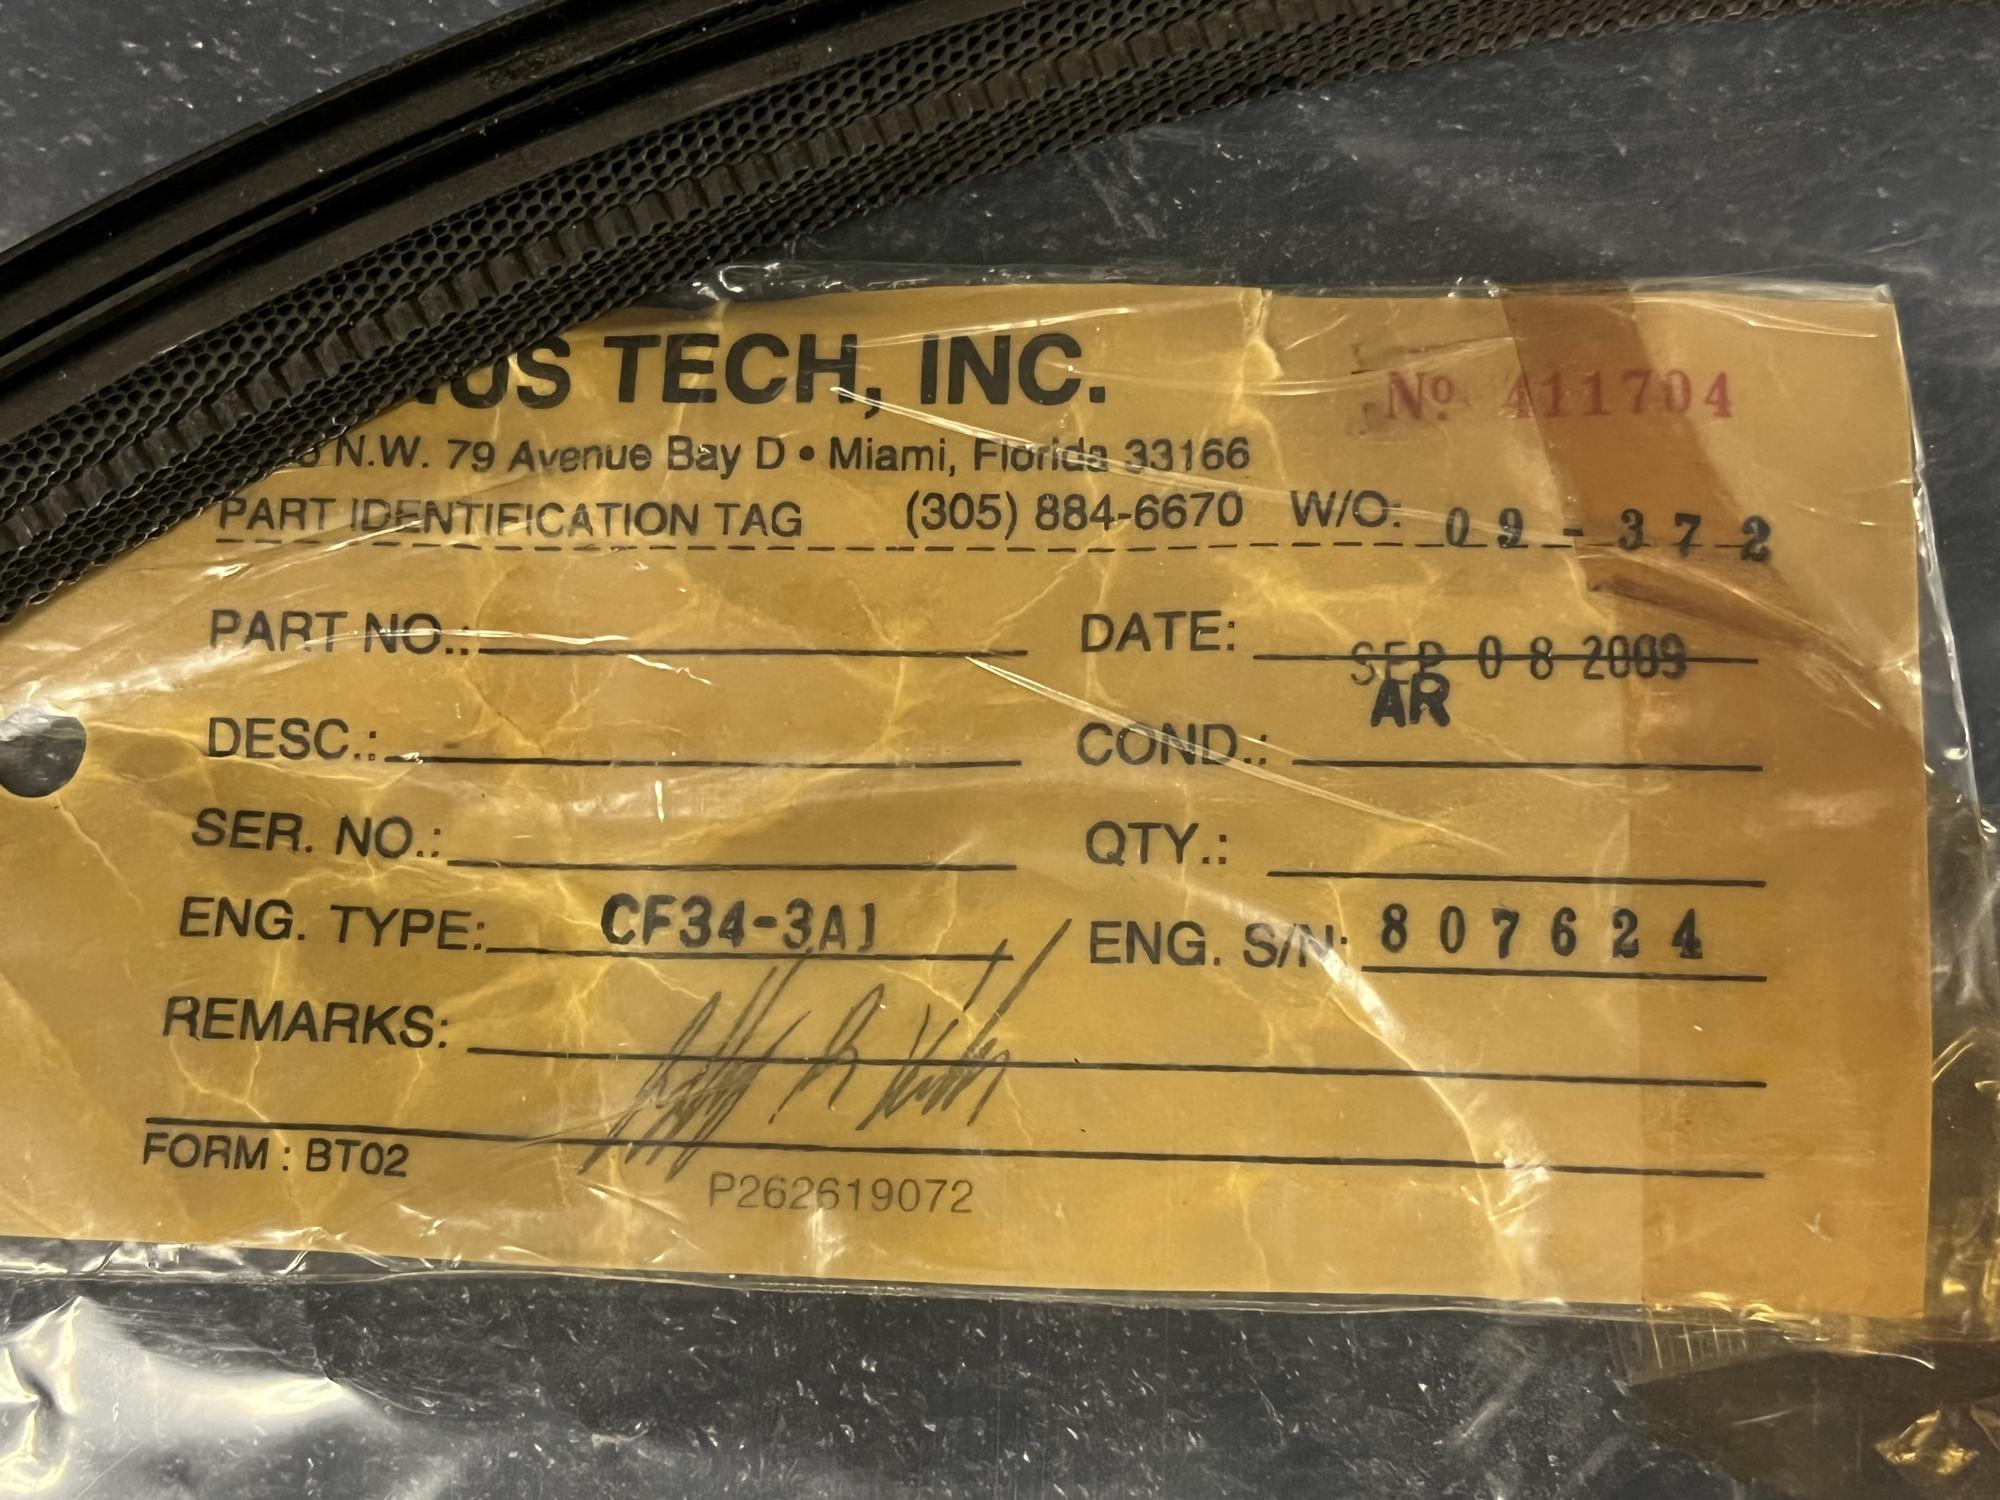 TECH, INC.
Nº 411704
N.W. 79 Avenue Bay D • Miami, Florida 33166
PART IDENTIFICATION TAG (305) 884-6670 W/O: 09-372
PART NO.: DATE: SEP 08 2009
DESC.: COND.: AR
SER. NO.: QTY.:
ENG. TYPE: CF34-3A1 ENG. S/N: 807624
REMARKS:
FORM : BT02
P262619072